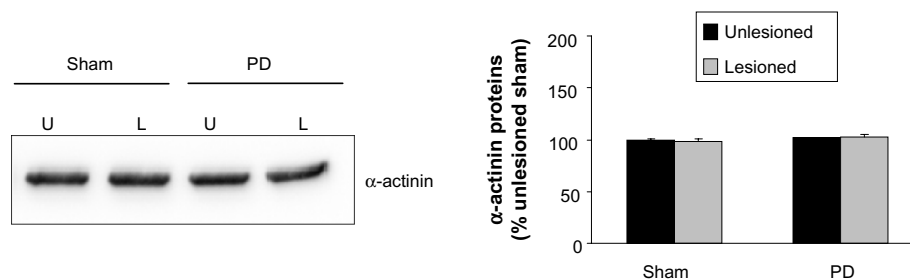 Sham PD
U L U L
α-actinin
α-actinin proteins
(% unlesioned sham)
200
150
100
50
0
Unlesioned
Lesioned
Sham PD